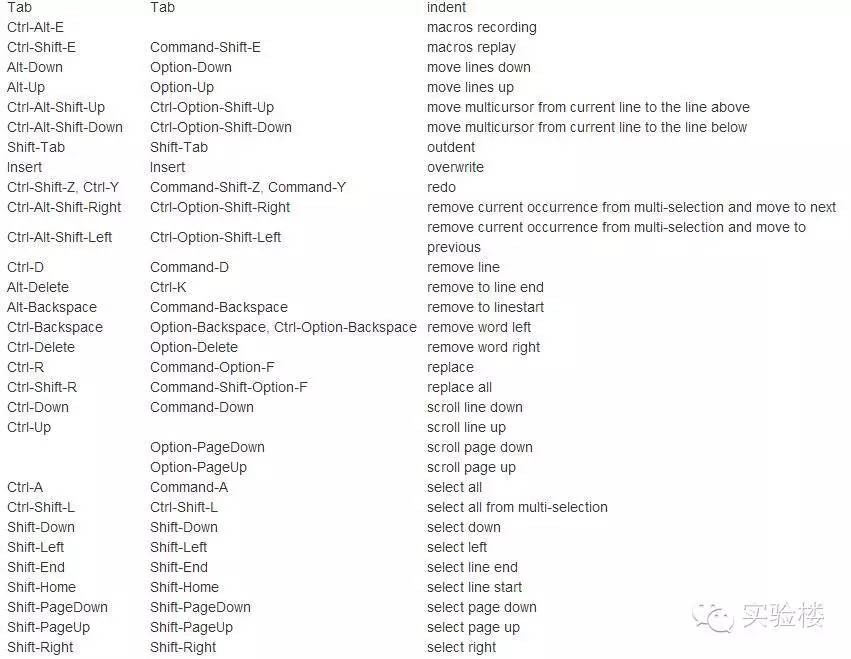 Tab Tab indent
Ctrl-Alt-E macros recording
Ctrl-Shift-E Command-Shift-E macros replay
Alt-Down Option-Down move lines down
Alt-Up Option-Up move lines up
Ctrl-Alt-Shift-Up Ctrl-Option-Shift-Up move multicursor from current line to the line above
Ctrl-Alt-Shift-Down Ctrl-Option-Shift-Down move multicursor from current line to the line below
Shift-Tab Shift-Tab outdent
Insert Insert overwrite
Ctrl-Shift-Z, Ctrl-Y Command-Shift-Z, Command-Y redo
Ctrl-Alt-Shift-Right Ctrl-Option-Shift-Right remove current occurrence from multi-selection and move to next
Ctrl-Alt-Shift-Left Ctrl-Option-Shift-Left remove current occurrence from multi-selection and move to
previous
Ctrl-D Command-D remove line
Alt-Delete Ctrl-K remove to line end
Alt-Backspace Command-Backspace remove to linestart
Ctrl-Backspace Option-Backspace, Ctrl-Option-Backspace remove word left
Ctrl-Delete Option-Delete remove word right
Ctrl-R Command-Option-F replace
Ctrl-Shift-R Command-Shift-Option-F replace all
Ctrl-Down Command-Down scroll line down
Ctrl-Up scroll line up
Option-PageDown scroll page down
Option-PageUp scroll page up
Ctrl-A Command-A select all
Ctrl-Shift-L Ctrl-Shift-L select all from multi-selection
Shift-Down Shift-Down select down
Shift-Left Shift-Left select left
Shift-End Shift-End select line end
Shift-Home Shift-Home select line start
Shift-PageDown Shift-PageDown select page down
Shift-PageUp Shift-PageUp select page up
Shift-Right Shift-Right select right
实验楼